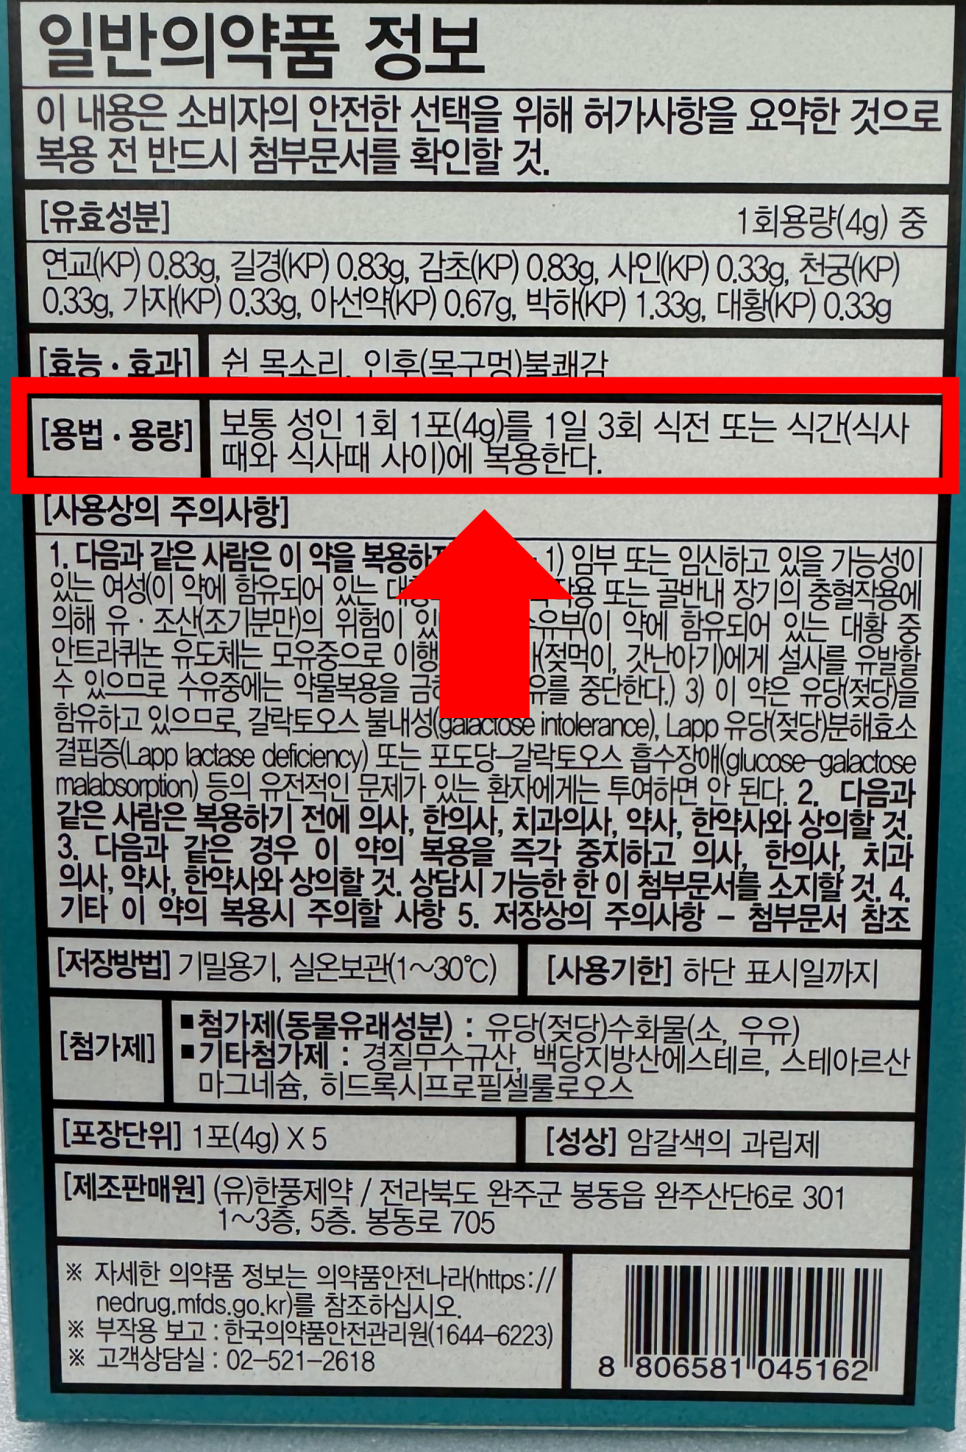 일반의약품 정보
이 내용은 소비자의 안전한 선택을 위해 허가사항을 요약한 것으로
복용 전 반드시 첨부문서를 확인할 것.
[유효성분] 1회용량(4g) 중
연교(KP) 0.83g, 길경(KP) 0.83g, 감초(KP) 0.83g, 사인(KP) 0.33g, 천궁(KP)
0.33g, 가자(KP) 0.33g, 아선약(KP) 0.67g, 박하(KP) 1.33g, 대황(KP) 0.33g
[효능·효과] 쉰 목소리, 인후(목구멍)불쾌감
[용법·용량] 보통 성인 1회 1포(4g)를 1일 3회 식전 또는 식간(식사
때와 식사때 사이)에 복용한다.
[사용상의 주의사항]
1. 다음과 같은 사람은 이 약을 복용하지 1) 임부 또는 임신하고 있을 가능성이
있는 여성(이 약에 함유되어 있는 대황 또는 골반내 장기의 충혈작용에
의해 유·조산(조기분만)의 위험이 있 수유부(이 약에 함유되어 있는 대황 중
안트라퀴논 유도체는 모유중으로 이행 (젖먹이, 갓난아기)에게 설사를 유발할
수 있으므로 수유중에는 약물복용을 금 를 중단한다.) 3) 이 약은 유당(젖당)을
함유하고 있으므로, 갈락토오스 불내성(galactose intolerance), Lapp 유당(젖당)분해효소
결핍증(Lapp lactase deficiency) 또는 포도당-갈락토오스 흡수장애(glucose-galactose
malabsorption) 등의 유전적인 문제가 있는 환자에게는 투여하면 안 된다. 2. 다음과
같은 사람은 복용하기 전에 의사, 한의사, 치과의사, 약사, 한약사와 상의할 것.
3. 다음과 같은 경우 이 약의 복용을 즉각 중지하고 의사, 한의사, 치과
의사, 약사, 한약사와 상의할 것. 상담시 가능한 한 이 첨부문서를 소지할 것. 4.
기타 이 약의 복용시 주의할 사항 5. 저장상의 주의사항 - 첨부문서 참조
[저장방법] 기밀용기, 실온보관(1~30℃) [사용기한] 하단 표시일까지
[첨가제] ■첨가제(동물유래성분) : 유당(젖당)수화물(소, 우유)
■기타첨가제 : 경질무수규산, 백당지방산에스테르, 스테아르산
마그네슘, 히드록시프로필셀룰로오스
[포장단위] 1포(4g) X 5 [성상] 암갈색의 과립제
[제조판매원] (유)한풍제약 / 전라북도 완주군 봉동읍 완주산단6로 301
1~3층, 5층. 봉동로 705
※ 자세한 의약품 정보는 의약품안전나라(https://
nedrug.mfds.go.kr)를 참조하십시오.
※ 부작용 보고 : 한국의약품안전관리원(1644-6223)
※ 고객상담실 : 02-521-2618
8 806581 045162